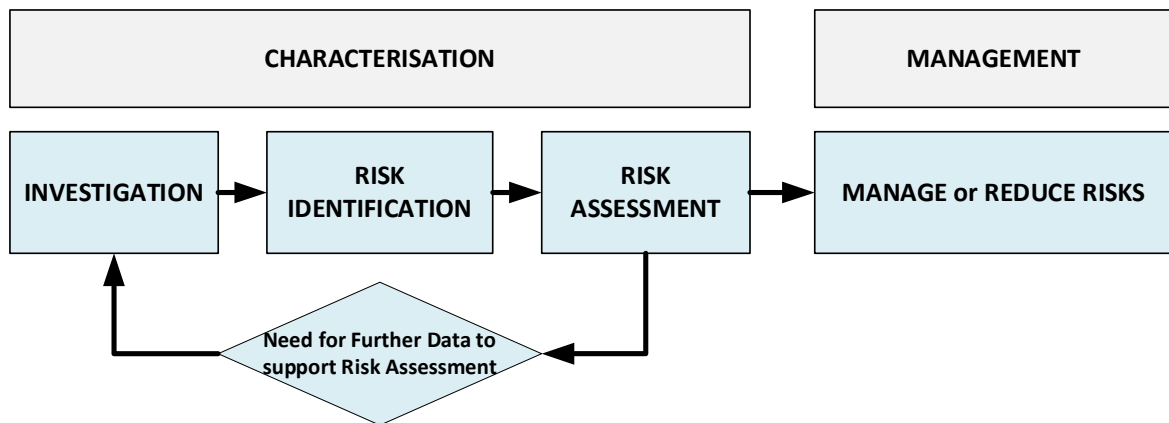 CHARACTERISATION
MANAGEMENT
INVESTIGATION
RISK
IDENTIFICATION
RISK
ASSESSMENT
MANAGE or REDUCE RISKS
Need for Further Data to
support Risk Assessment